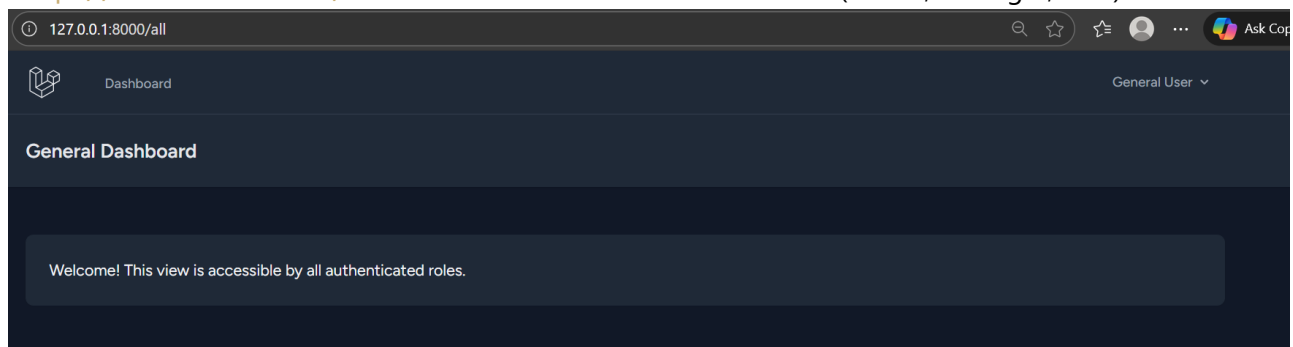 127.0.0.1:8000/all
Ask Cop
Dashboard
General User
General Dashboard
Welcome! This view is accessible by all authenticated roles.